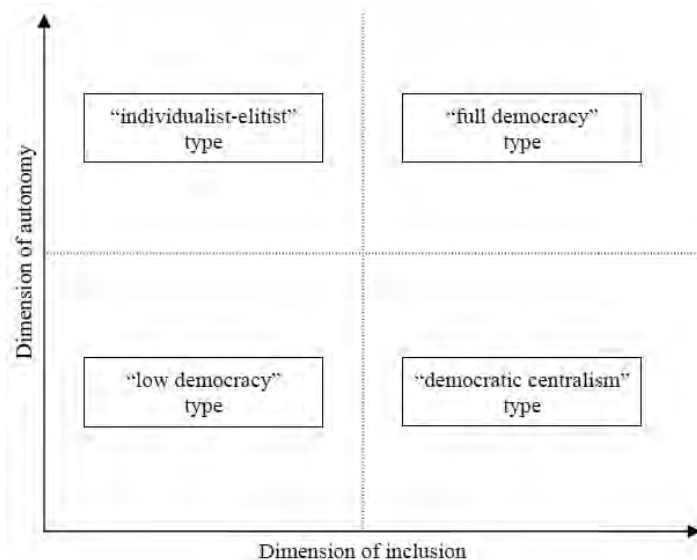 “individualist-elitist”
type
“full democracy”
type
Dimension of autonomy
“low democracy”
type
“democratic centralism”
type
Dimension of inclusion